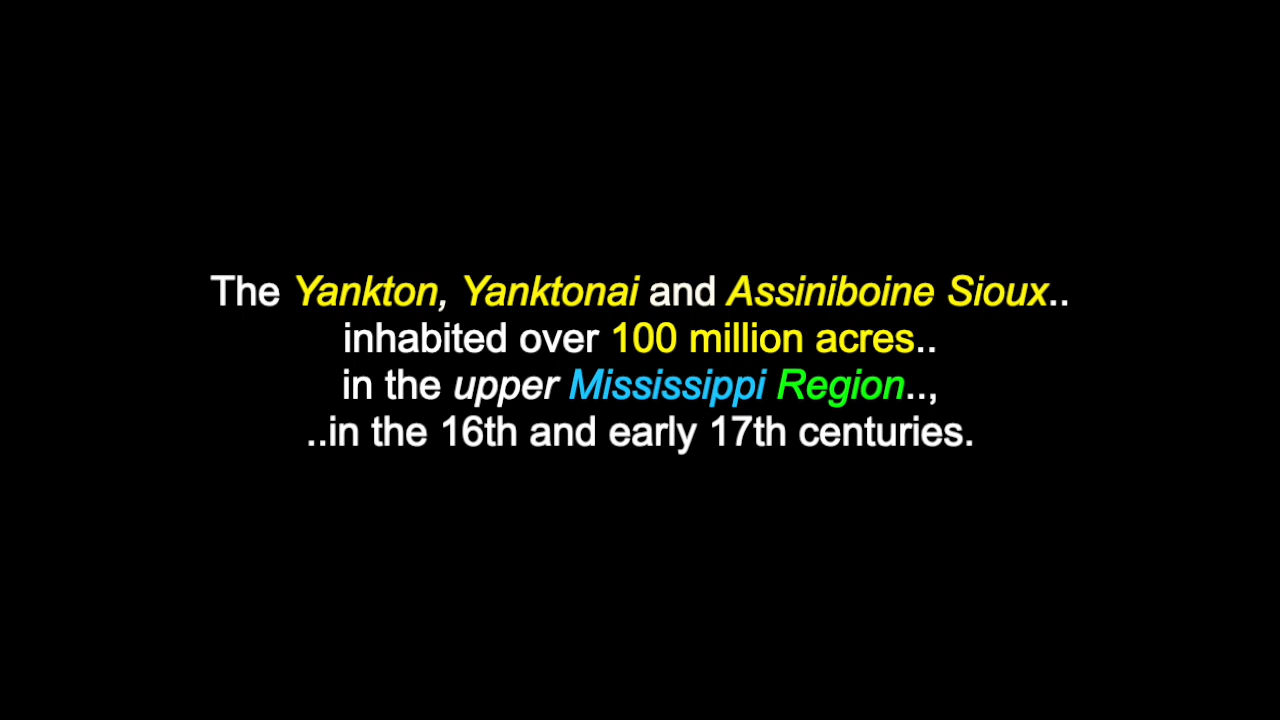 The Yankton, Yanktonai and Assiniboine Sioux..
inhabited over 100 million acres..
in the upper Mississippi Region..,
..in the 16th and early 17th centuries.